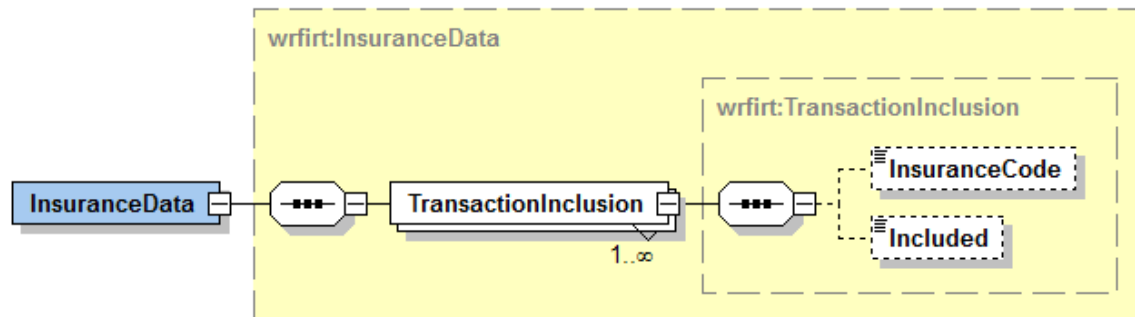 wrfirt:InsuranceData
wrfirt:TransactionInclusion
InsuranceCode
InsuranceData
TransactionInclusion
1..∞
Included